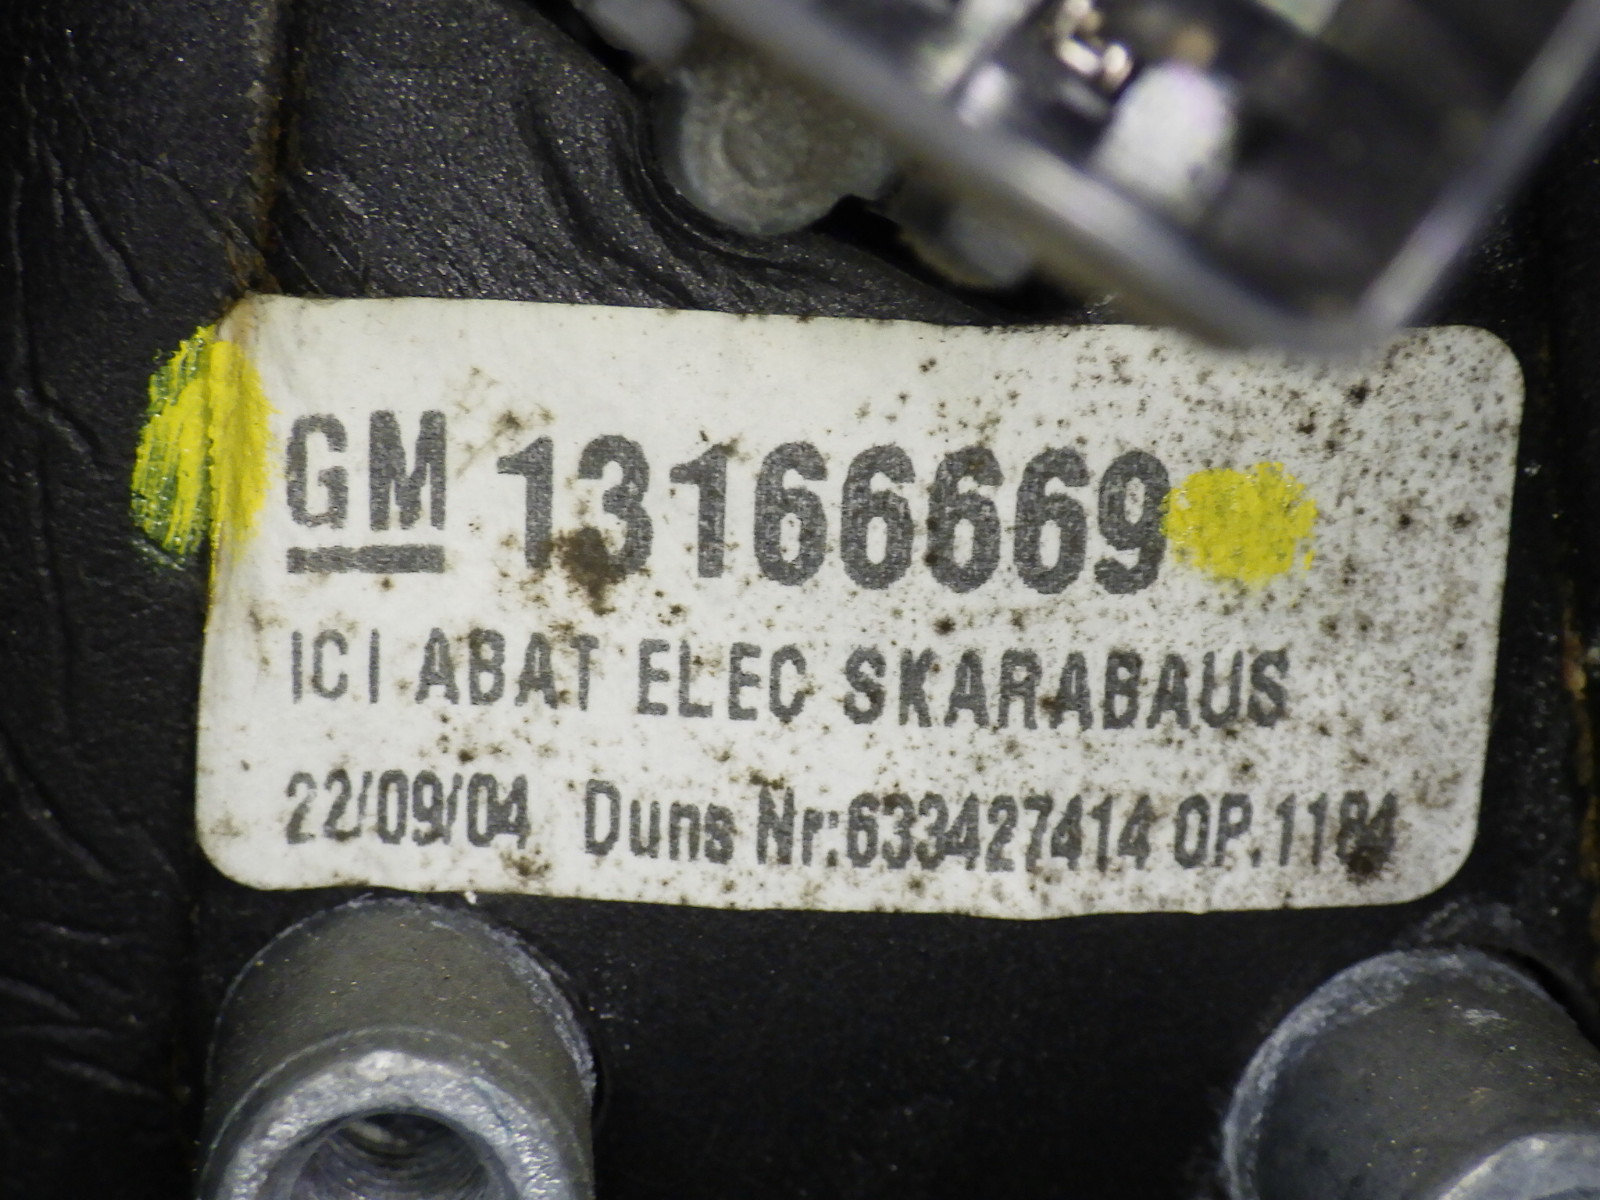 GM 13166669
ICI ABAT ELEC SKARABAUS
22/09/04 Duns Nr:633427414 OP.1184